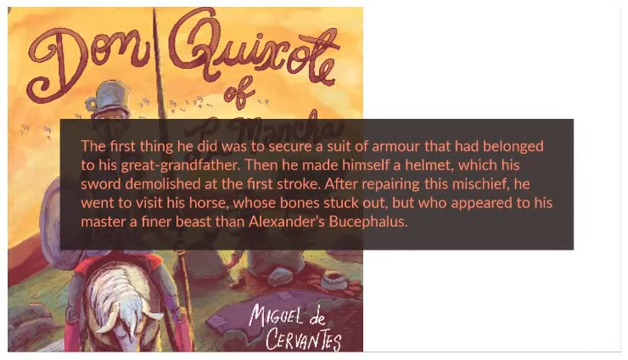 Don Quixote
of
La Mancha
The first thing he did was to secure a suit of armour that had belonged
to his great-grandfather. Then he made himself a helmet, which his
sword demolished at the first stroke. After repairing this mischief, he
went to visit his horse, whose bones stuck out, but who appeared to his
master a finer beast than Alexander’s Bucephalus.
MIGUEL de
CERVANTES